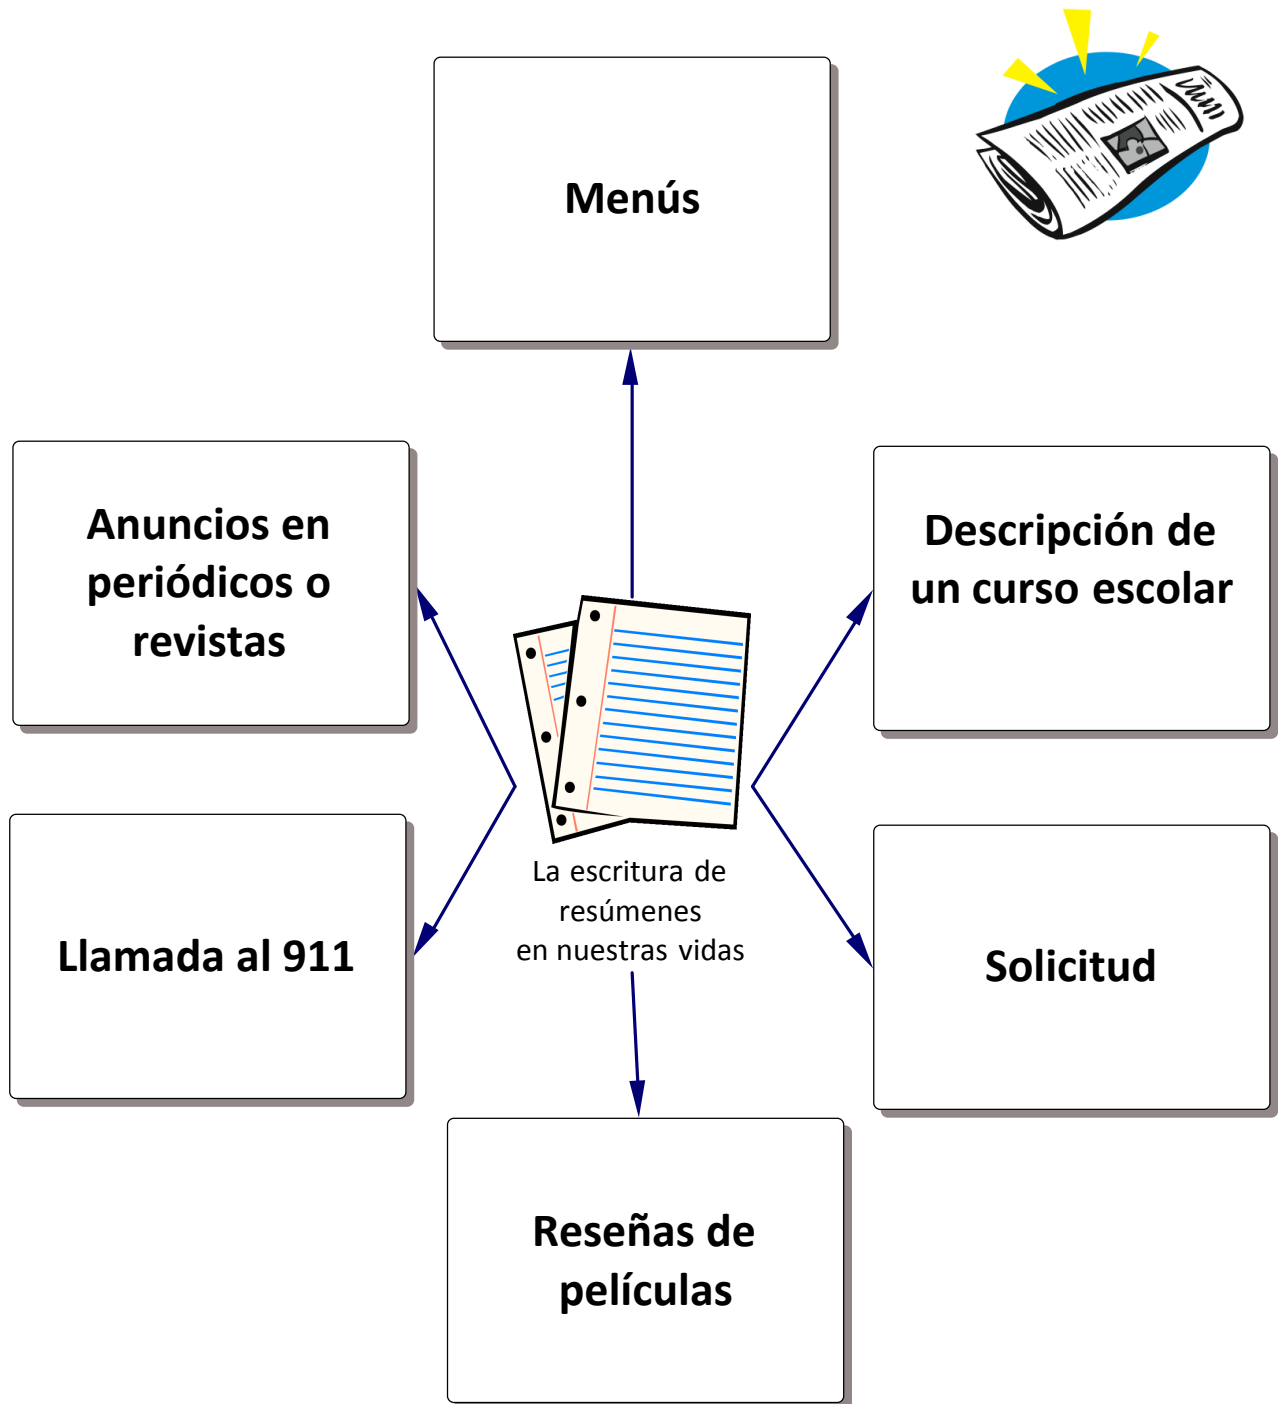 Menús
Anuncios en
periódicos o
revistas
Descripción de
un curso escolar
La escritura de
resúmenes
en nuestras vidas
Llamada al 911
Solicitud
Reseñas de
películas